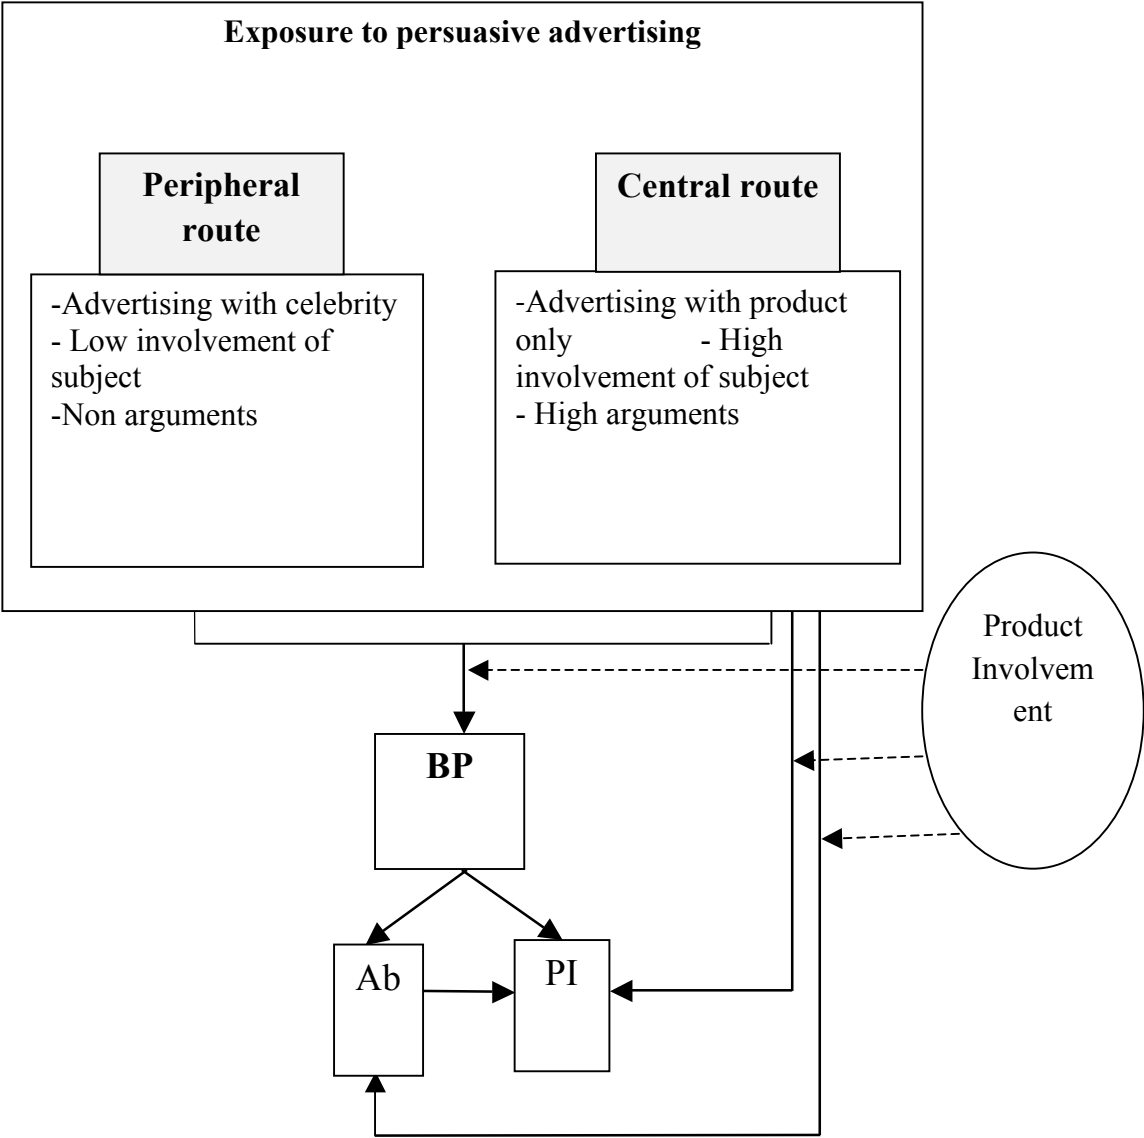 Exposure to persuasive advertising
Peripheral
route
-Advertising with celebrity
- Low involvement of
subject
-Non arguments
Central route
-Advertising with product
only - High
involvement of subject
- High arguments
Product
Involvem
ent
BP
Ab
PI